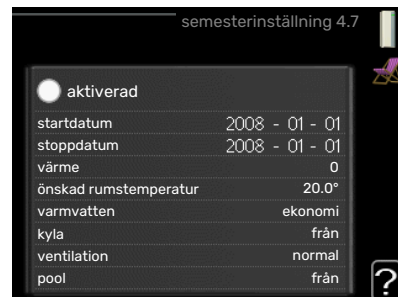 semesterinställning 4.7
aktiverad
startdatum 2008 - 01 - 01
stoppdatum 2008 - 01 - 01
värme 0
önskad rumstemperatur 20.0°
varmvatten ekonomi
kyla från
ventilation normal
pool från
?